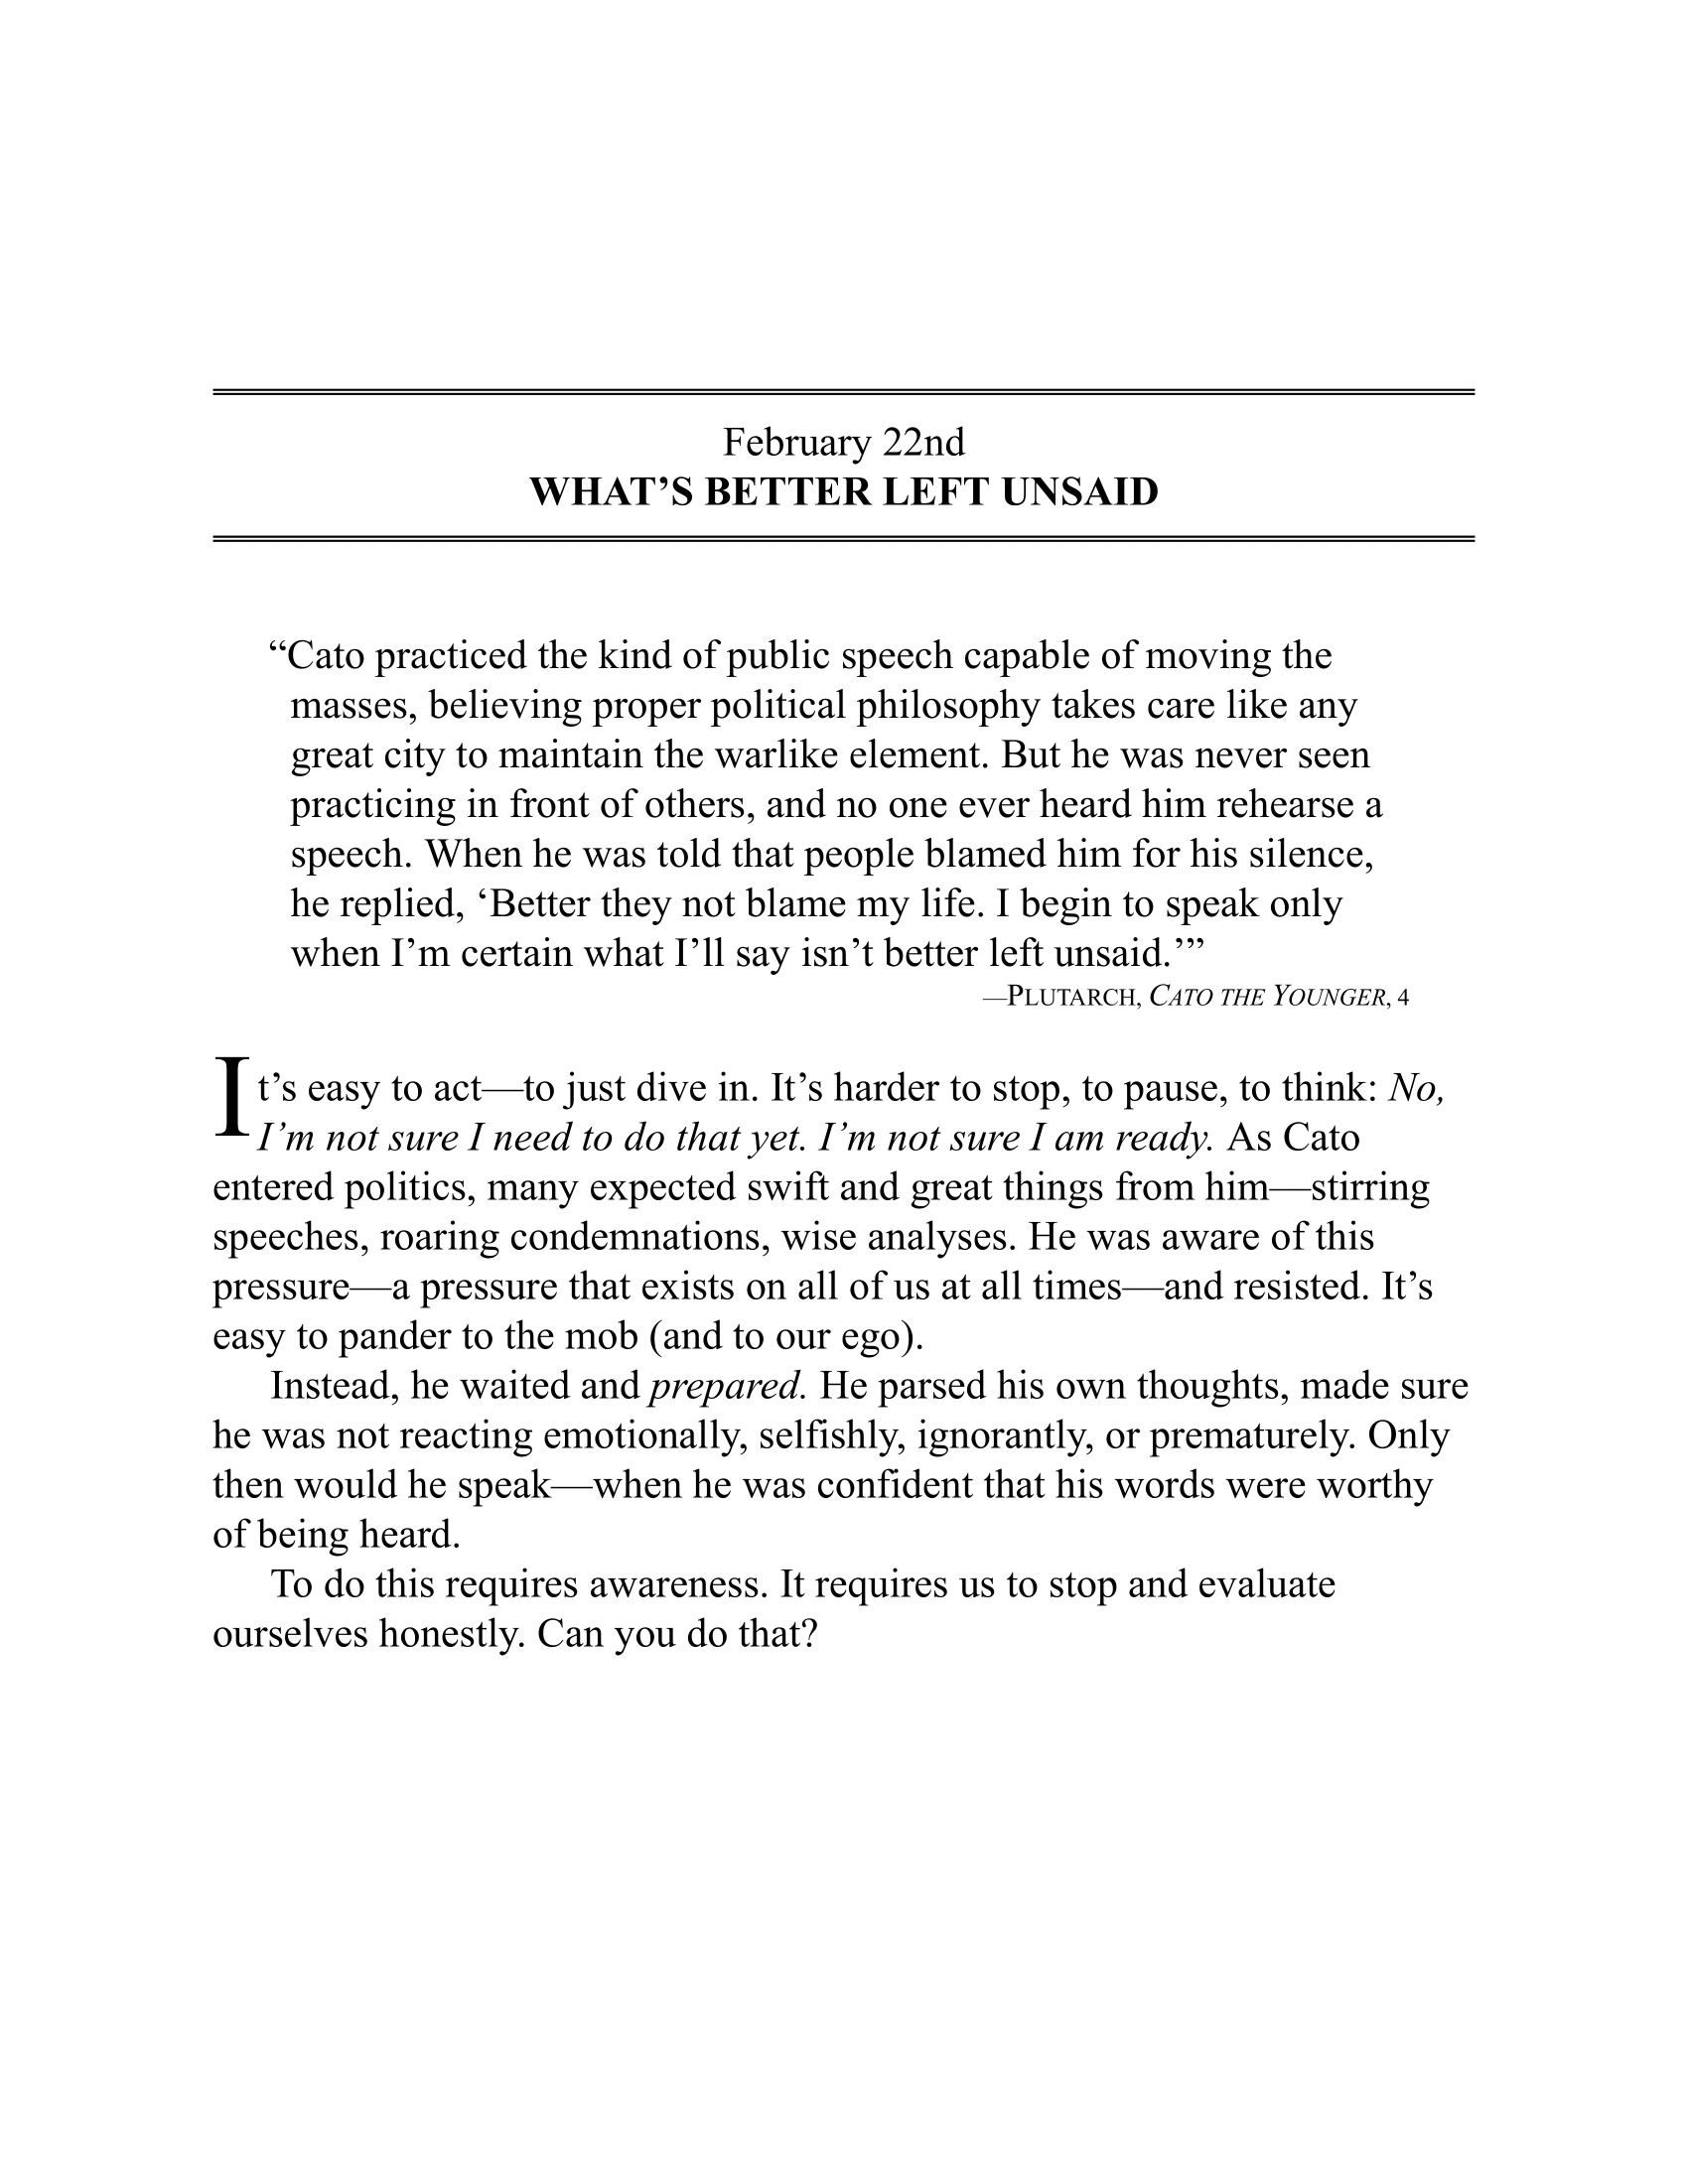 February 22nd
WHAT’S BETTER LEFT UNSAID
“Cato practiced the kind of public speech capable of moving the
masses, believing proper political philosophy takes care like any
great city to maintain the warlike element. But he was never seen
practicing in front of others, and no one ever heard him rehearse a
speech. When he was told that people blamed him for his silence,
he replied, ‘Better they not blame my life. I begin to speak only
when I’m certain what I’ll say isn’t better left unsaid.’”
—PLUTARCH, CATO THE YOUNGER, 4
It’s easy to act—to just dive in. It’s harder to stop, to pause, to think: No,
I’m not sure I need to do that yet. I’m not sure I am ready. As Cato
entered politics, many expected swift and great things from him—stirring
speeches, roaring condemnations, wise analyses. He was aware of this
pressure—a pressure that exists on all of us at all times—and resisted. It’s
easy to pander to the mob (and to our ego).
Instead, he waited and prepared. He parsed his own thoughts, made sure
he was not reacting emotionally, selfishly, ignorantly, or prematurely. Only
then would he speak—when he was confident that his words were worthy
of being heard.
To do this requires awareness. It requires us to stop and evaluate
ourselves honestly. Can you do that?